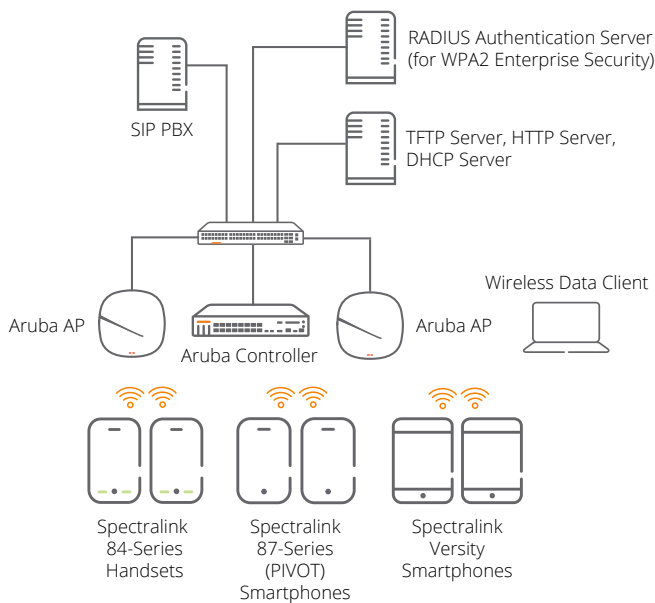 RADIUS Authentication Server
(for WPA2 Enterprise Security)
SIP PBX
TFTP Server, HTTP Server,
DHCP Server
Wireless Data Client
Aruba AP
Aruba Controller
Aruba AP
Spectralink
84-Series
Handsets
Spectralink
87-Series
(PIVOT)
Smartphones
Spectralink
Versity
Smartphones